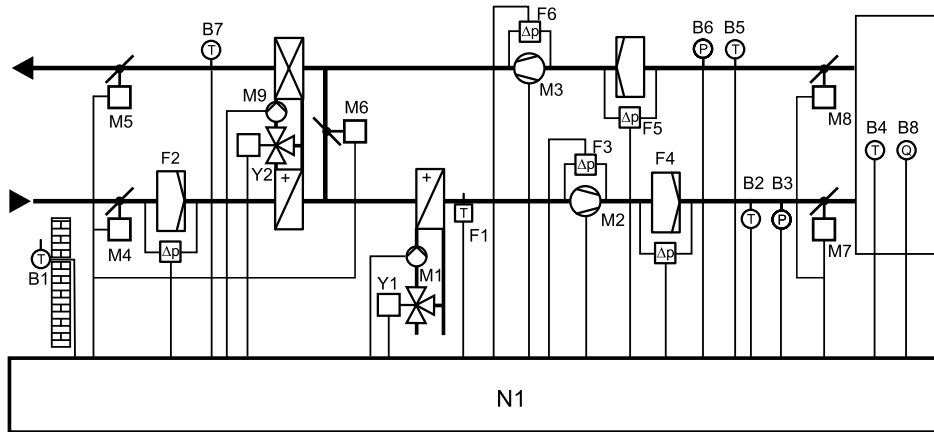 B7
F6
B6 B5
T
Δp
P T
M9
M3
M5
M6
F5
M8
Δp
B4 B8
T Q
F2
Y2
F3
Δp
F4
B2 B3
+
+
M2
T P
T
F1
M4
Δp
Δp
M7
T
B1
M1
Y1
N1